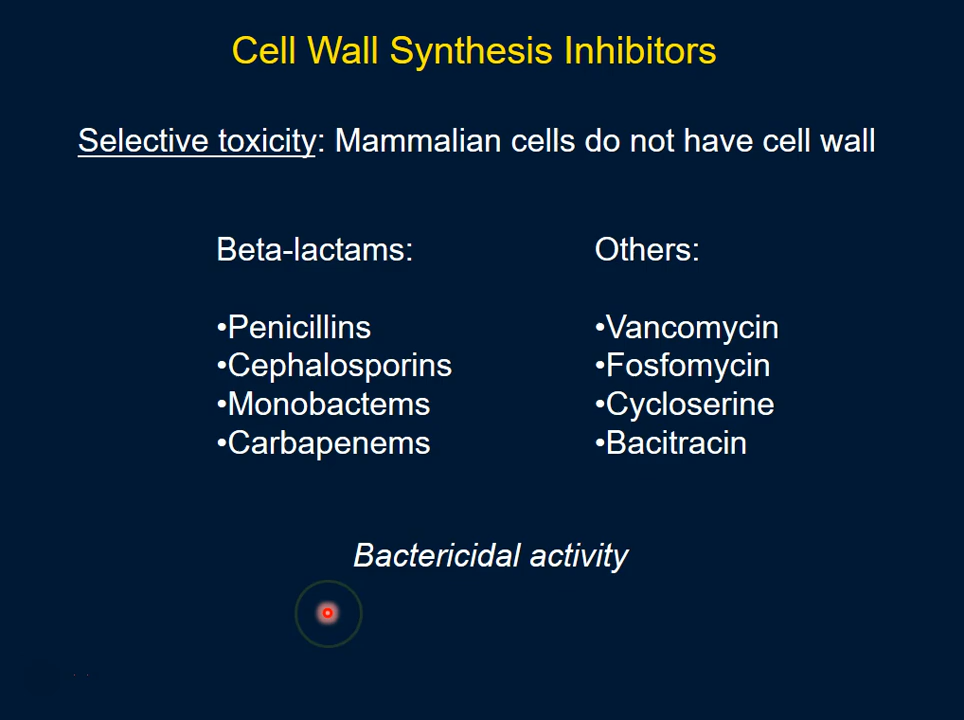 Cell Wall Synthesis Inhibitors
Selective toxicity: Mammalian cells do not have cell wall
Beta-lactams:
•Penicillins
•Cephalosporins
•Monobactems
•Carbapenems
Others:
•Vancomycin
•Fosfomycin
•Cycloserine
•Bacitracin
Bactericidal activity